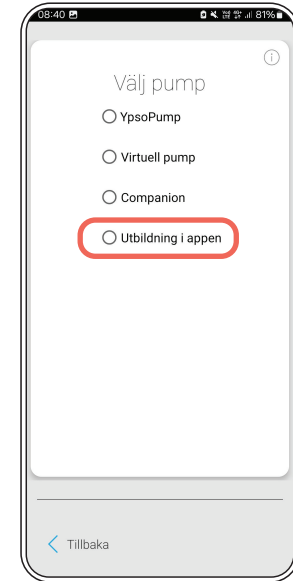 08:40 81%
Välj pump
YpsoPump
Virtuell pump
Companion
Utbildning i appen
Tillbaka